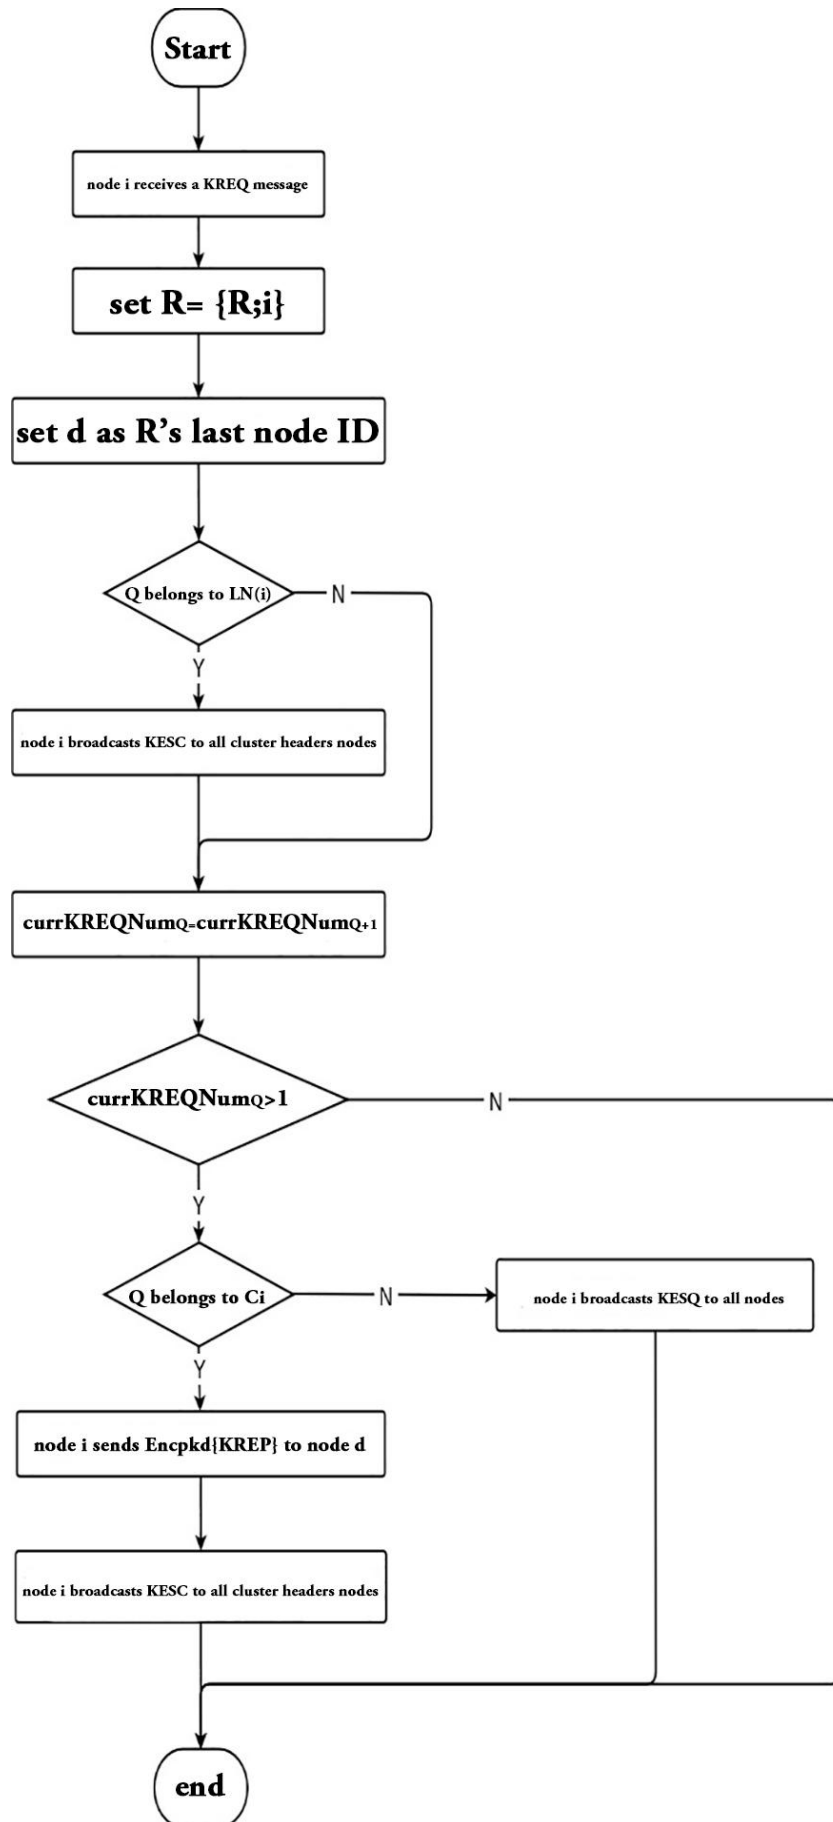 Start
node i receives a KREQ message
set R= {R;i}
set d as R's last node ID
Q belongs to LN(i)
N
Y
node i broadcasts KESC to all cluster headers nodes
currKREQNumQ=currKREQNumQ+1
currKREQNumQ>1
N
Y
Q belongs to Ci
N
node i broadcasts KESQ to all nodes
Y
node i sends Encpkd{KREP} to node d
node i broadcasts KESC to all cluster headers nodes
end